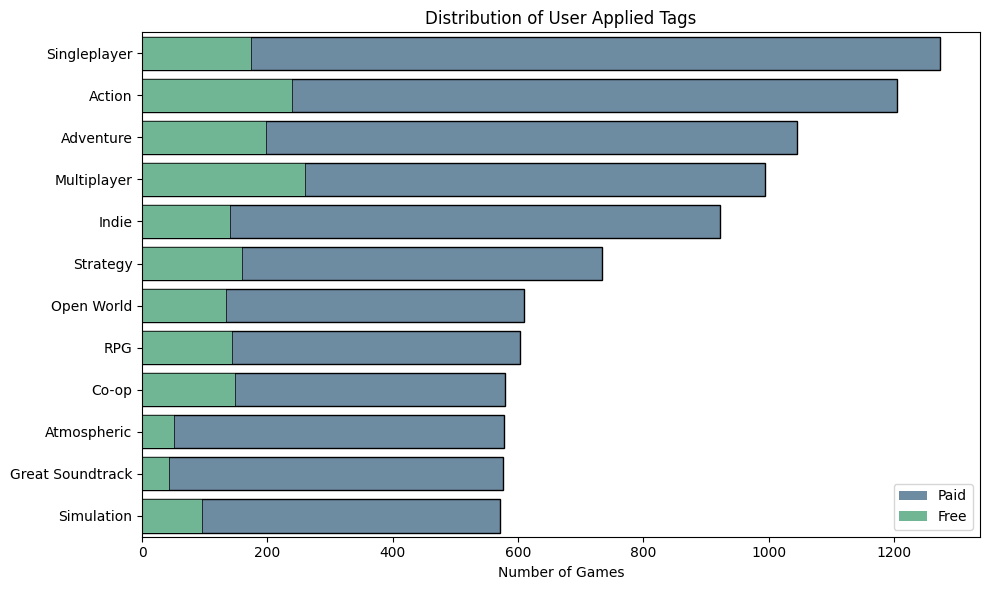 Distribution of User Applied Tags
Singleplayer
Action
Adventure
Multiplayer
Indie
Strategy
Open World
RPG
Co-op
Atmospheric
Great Soundtrack
Simulation
Paid
Free
0 200 400 600 800 1000 1200
Number of Games